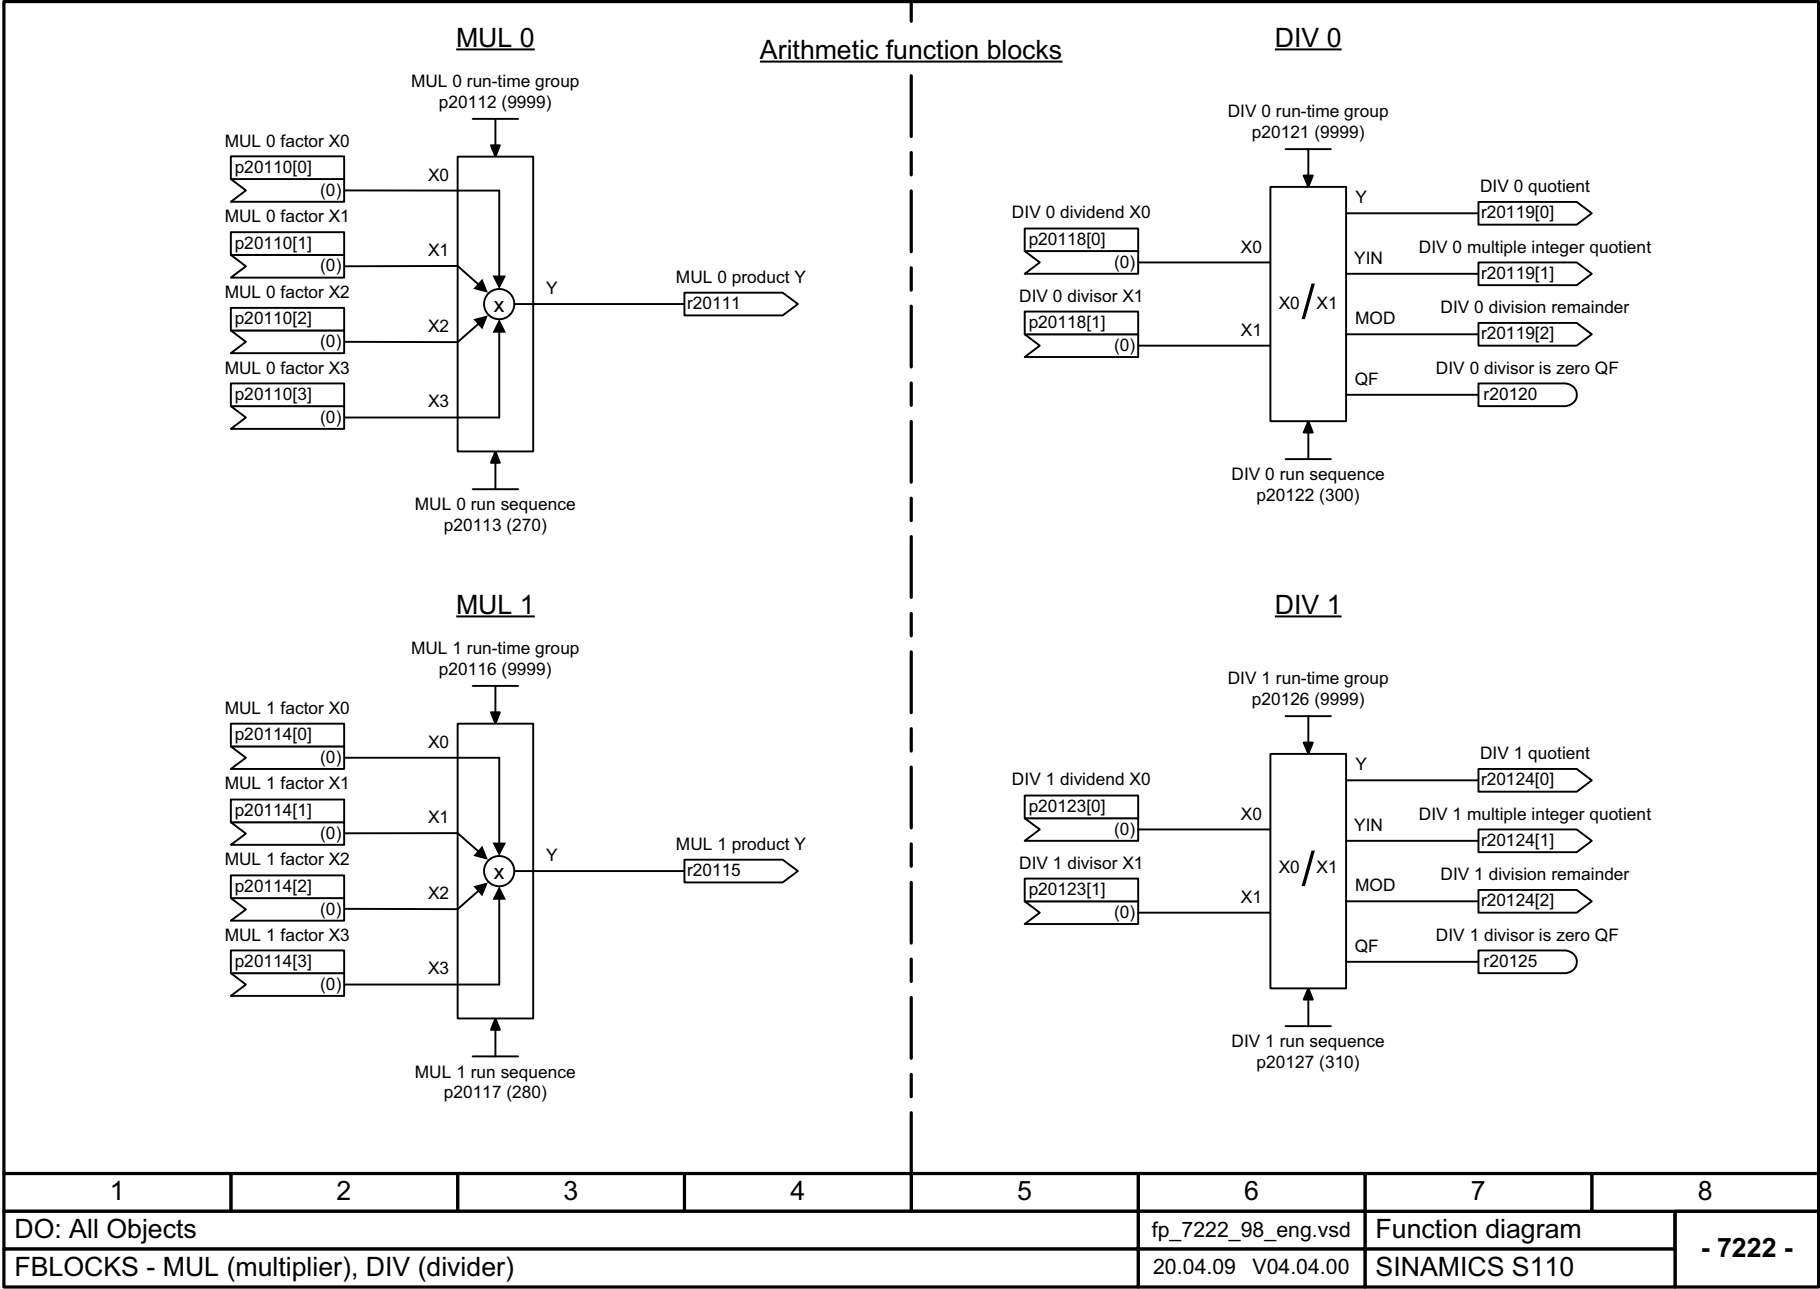 Arithmetic function blocks
MUL 0
MUL 0 run-time group
p20112 (9999)
MUL 0 factor X0
p20110[0]
(0)
X0
MUL 0 factor X1
p20110[1]
(0)
X1
MUL 0 factor X2
p20110[2]
(0)
X2
MUL 0 factor X3
p20110[3]
(0)
X3
x
Y
MUL 0 product Y
r20111
MUL 0 run sequence
p20113 (270)
MUL 1
MUL 1 run-time group
p20116 (9999)
MUL 1 factor X0
p20114[0]
(0)
X0
MUL 1 factor X1
p20114[1]
(0)
X1
MUL 1 factor X2
p20114[2]
(0)
X2
MUL 1 factor X3
p20114[3]
(0)
X3
x
Y
MUL 1 product Y
r20115
MUL 1 run sequence
p20117 (280)
DIV 0
DIV 0 run-time group
p20121 (9999)
DIV 0 dividend X0
p20118[0]
(0)
X0
DIV 0 divisor X1
p20118[1]
(0)
X1
X0/X1
Y
DIV 0 quotient
r20119[0]
YIN
DIV 0 multiple integer quotient
r20119[1]
MOD
DIV 0 division remainder
r20119[2]
QF
DIV 0 divisor is zero QF
r20120
DIV 0 run sequence
p20122 (300)
DIV 1
DIV 1 run-time group
p20126 (9999)
DIV 1 dividend X0
p20123[0]
(0)
X0
DIV 1 divisor X1
p20123[1]
(0)
X1
X0/X1
Y
DIV 1 quotient
r20124[0]
YIN
DIV 1 multiple integer quotient
r20124[1]
MOD
DIV 1 division remainder
r20124[2]
QF
DIV 1 divisor is zero QF
r20125
DIV 1 run sequence
p20127 (310)
1 2 3 4 5 6 7 8
DO: All Objects
fp_7222_98_eng.vsd
Function diagram
- 7222 -
FBLOCKS - MUL (multiplier), DIV (divider)
20.04.09 V04.04.00
SINAMICS S110